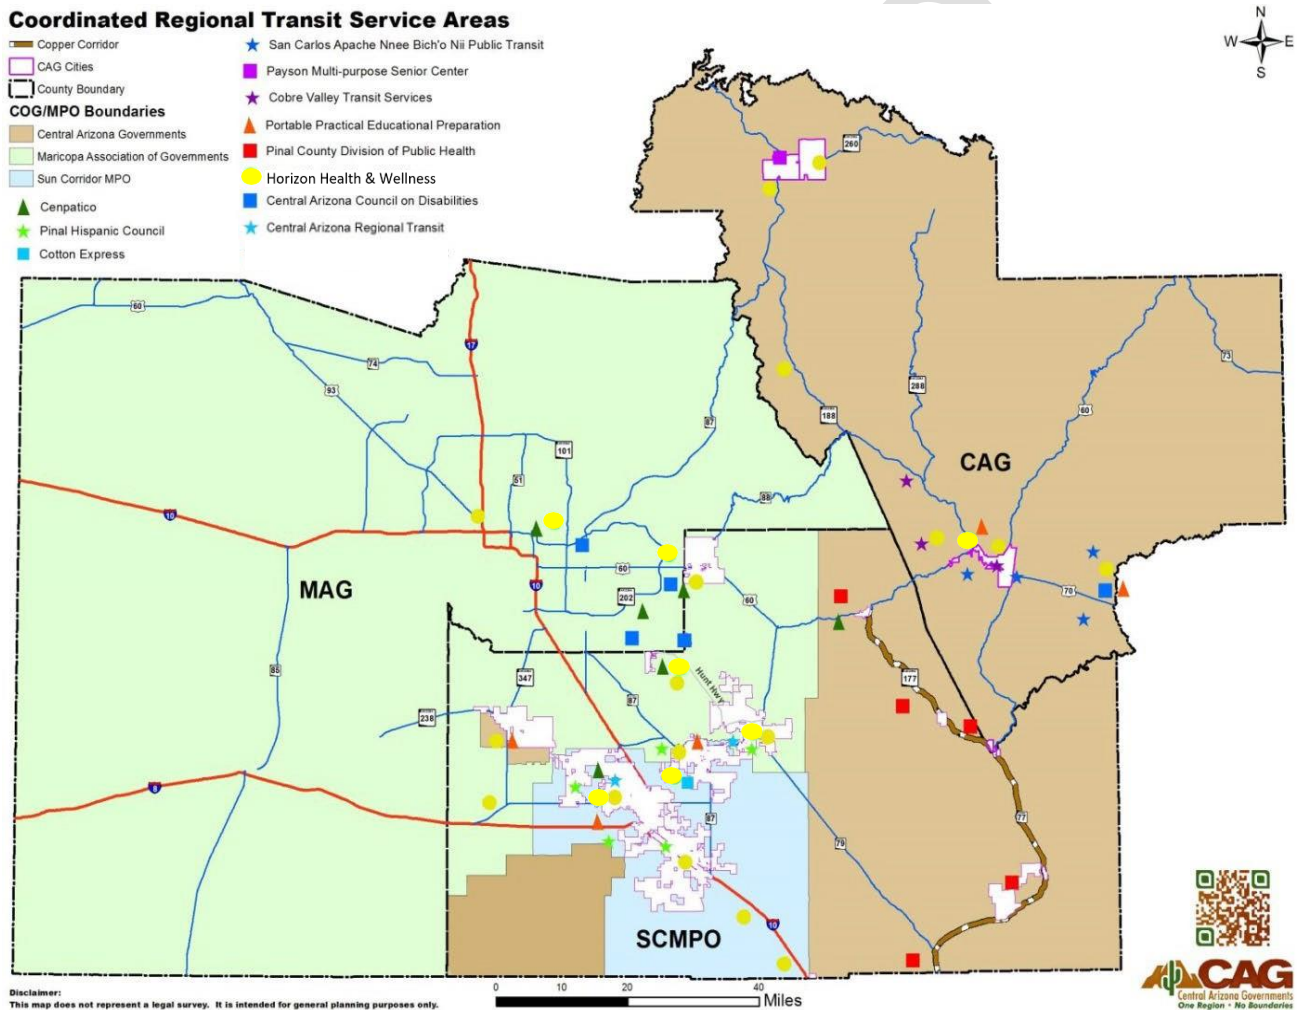 Coordinated Regional Transit Service Areas
Copper Corridor
CAG Cities
County Boundary
COG/MPO Boundaries
Central Arizona Governments
Maricopa Association of Governments
Sun Corridor MPO
Cenpatico
Pinal Hispanic Council
Cotton Express
San Carlos Apache Nnee Bich'o Nii Public Transit
Payson Multi-purpose Senior Center
Cobre Valley Transit Services
Portable Practical Educational Preparation
Pinal County Division of Public Health
Horizon Health & Wellness
Central Arizona Council on Disabilities
Central Arizona Regional Transit
N
W E
S
260
60
17
74
93
73
288
60
188
87
101
CAG
51
88
10
60
10
MAG
202
60
70
85
347
Hunt Hwy
177
87
238
8
87
77
79
10
SCMPO
CAG
Central Arizona Governments
One Region • No Boundaries
0 10 20 40
Miles
Disclaimer:
This map does not represent a legal survey. It is intended for general planning purposes only.